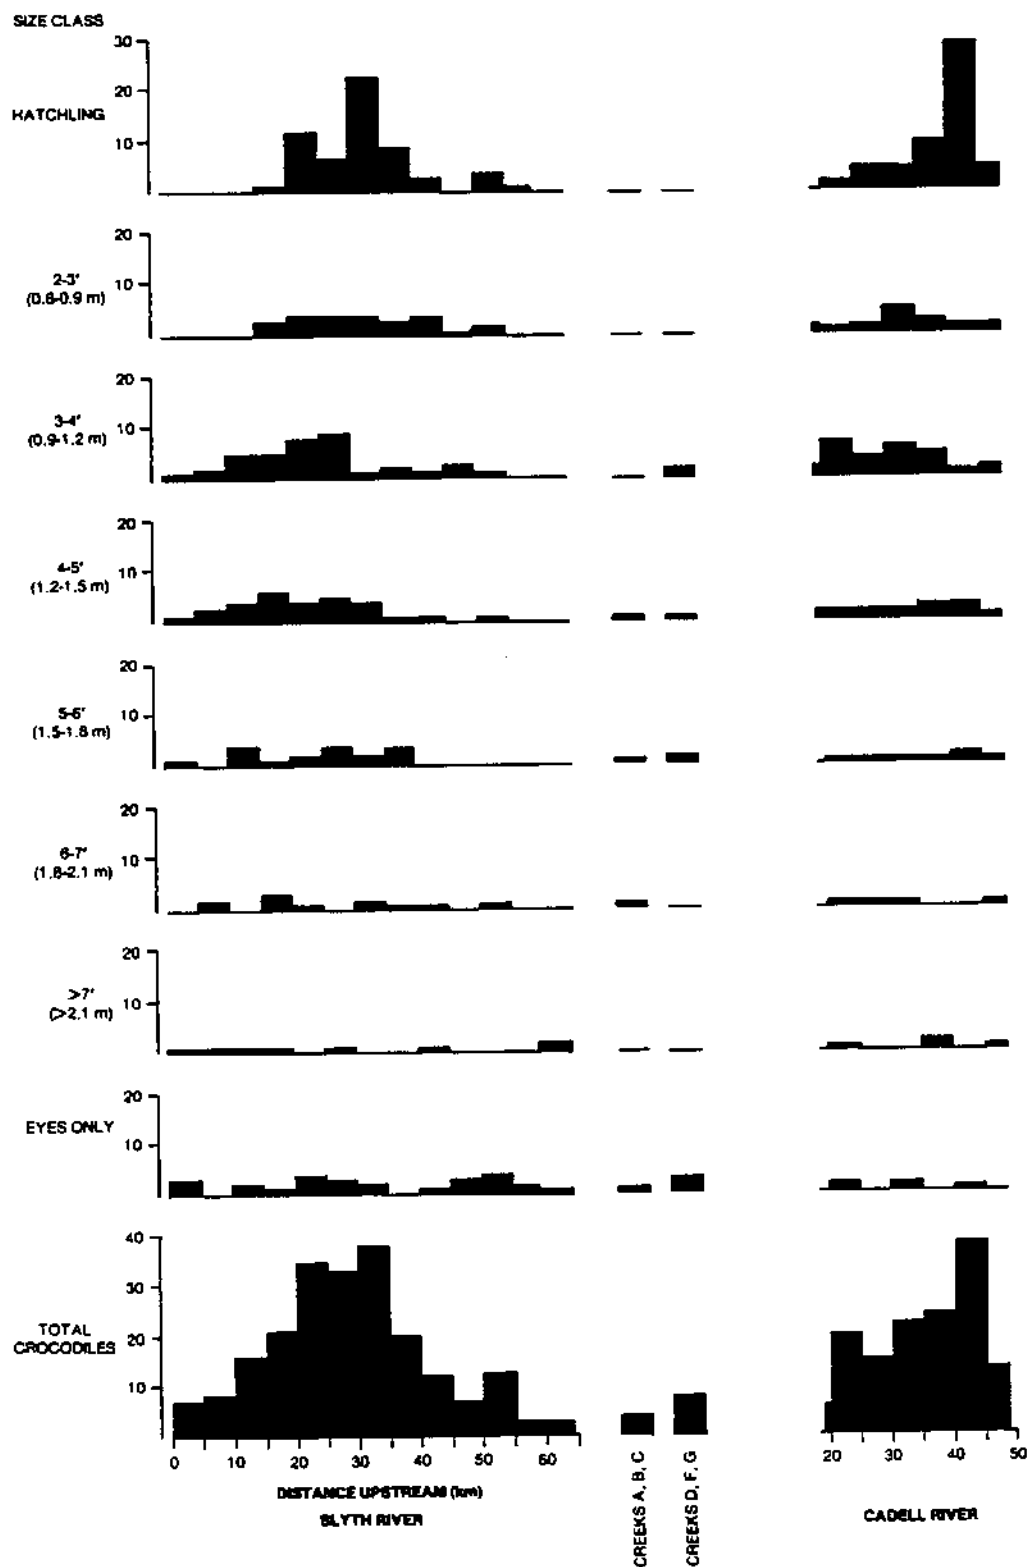 SIZE CLASS
30
20
10
HATCHLING
20
10
2-3'
(0.6-0.9 m)
20
10
3-4'
(0.9-1.2 m)
20
10
4-5'
(1.2-1.5 m)
20
10
5-6'
(1.5-1.8 m)
20
10
6-7'
(1.8-2.1 m)
20
10
>7'
(>2.1 m)
20
10
EYES ONLY
40
30
20
10
TOTAL
CROCODILES
0 10 20 30 40 50 60
DISTANCE UPSTREAM (km)
BLYTH RIVER
CREEKS A, B, C
CREEKS D, F, G
20 30 40 50
CADELL RIVER